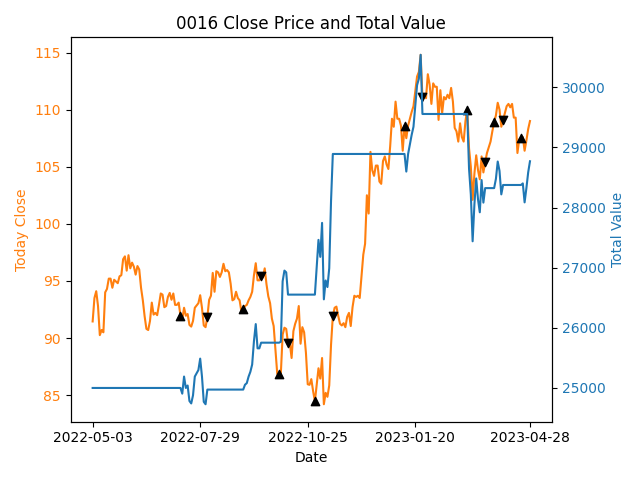 0016 Close Price and Total Value
115
110
105
100
95
90
85
Today Close
30000
29000
28000
27000
26000
25000
Total Value
2022-05-03 2022-07-29 2022-10-25 2023-01-20 2023-04-28
Date